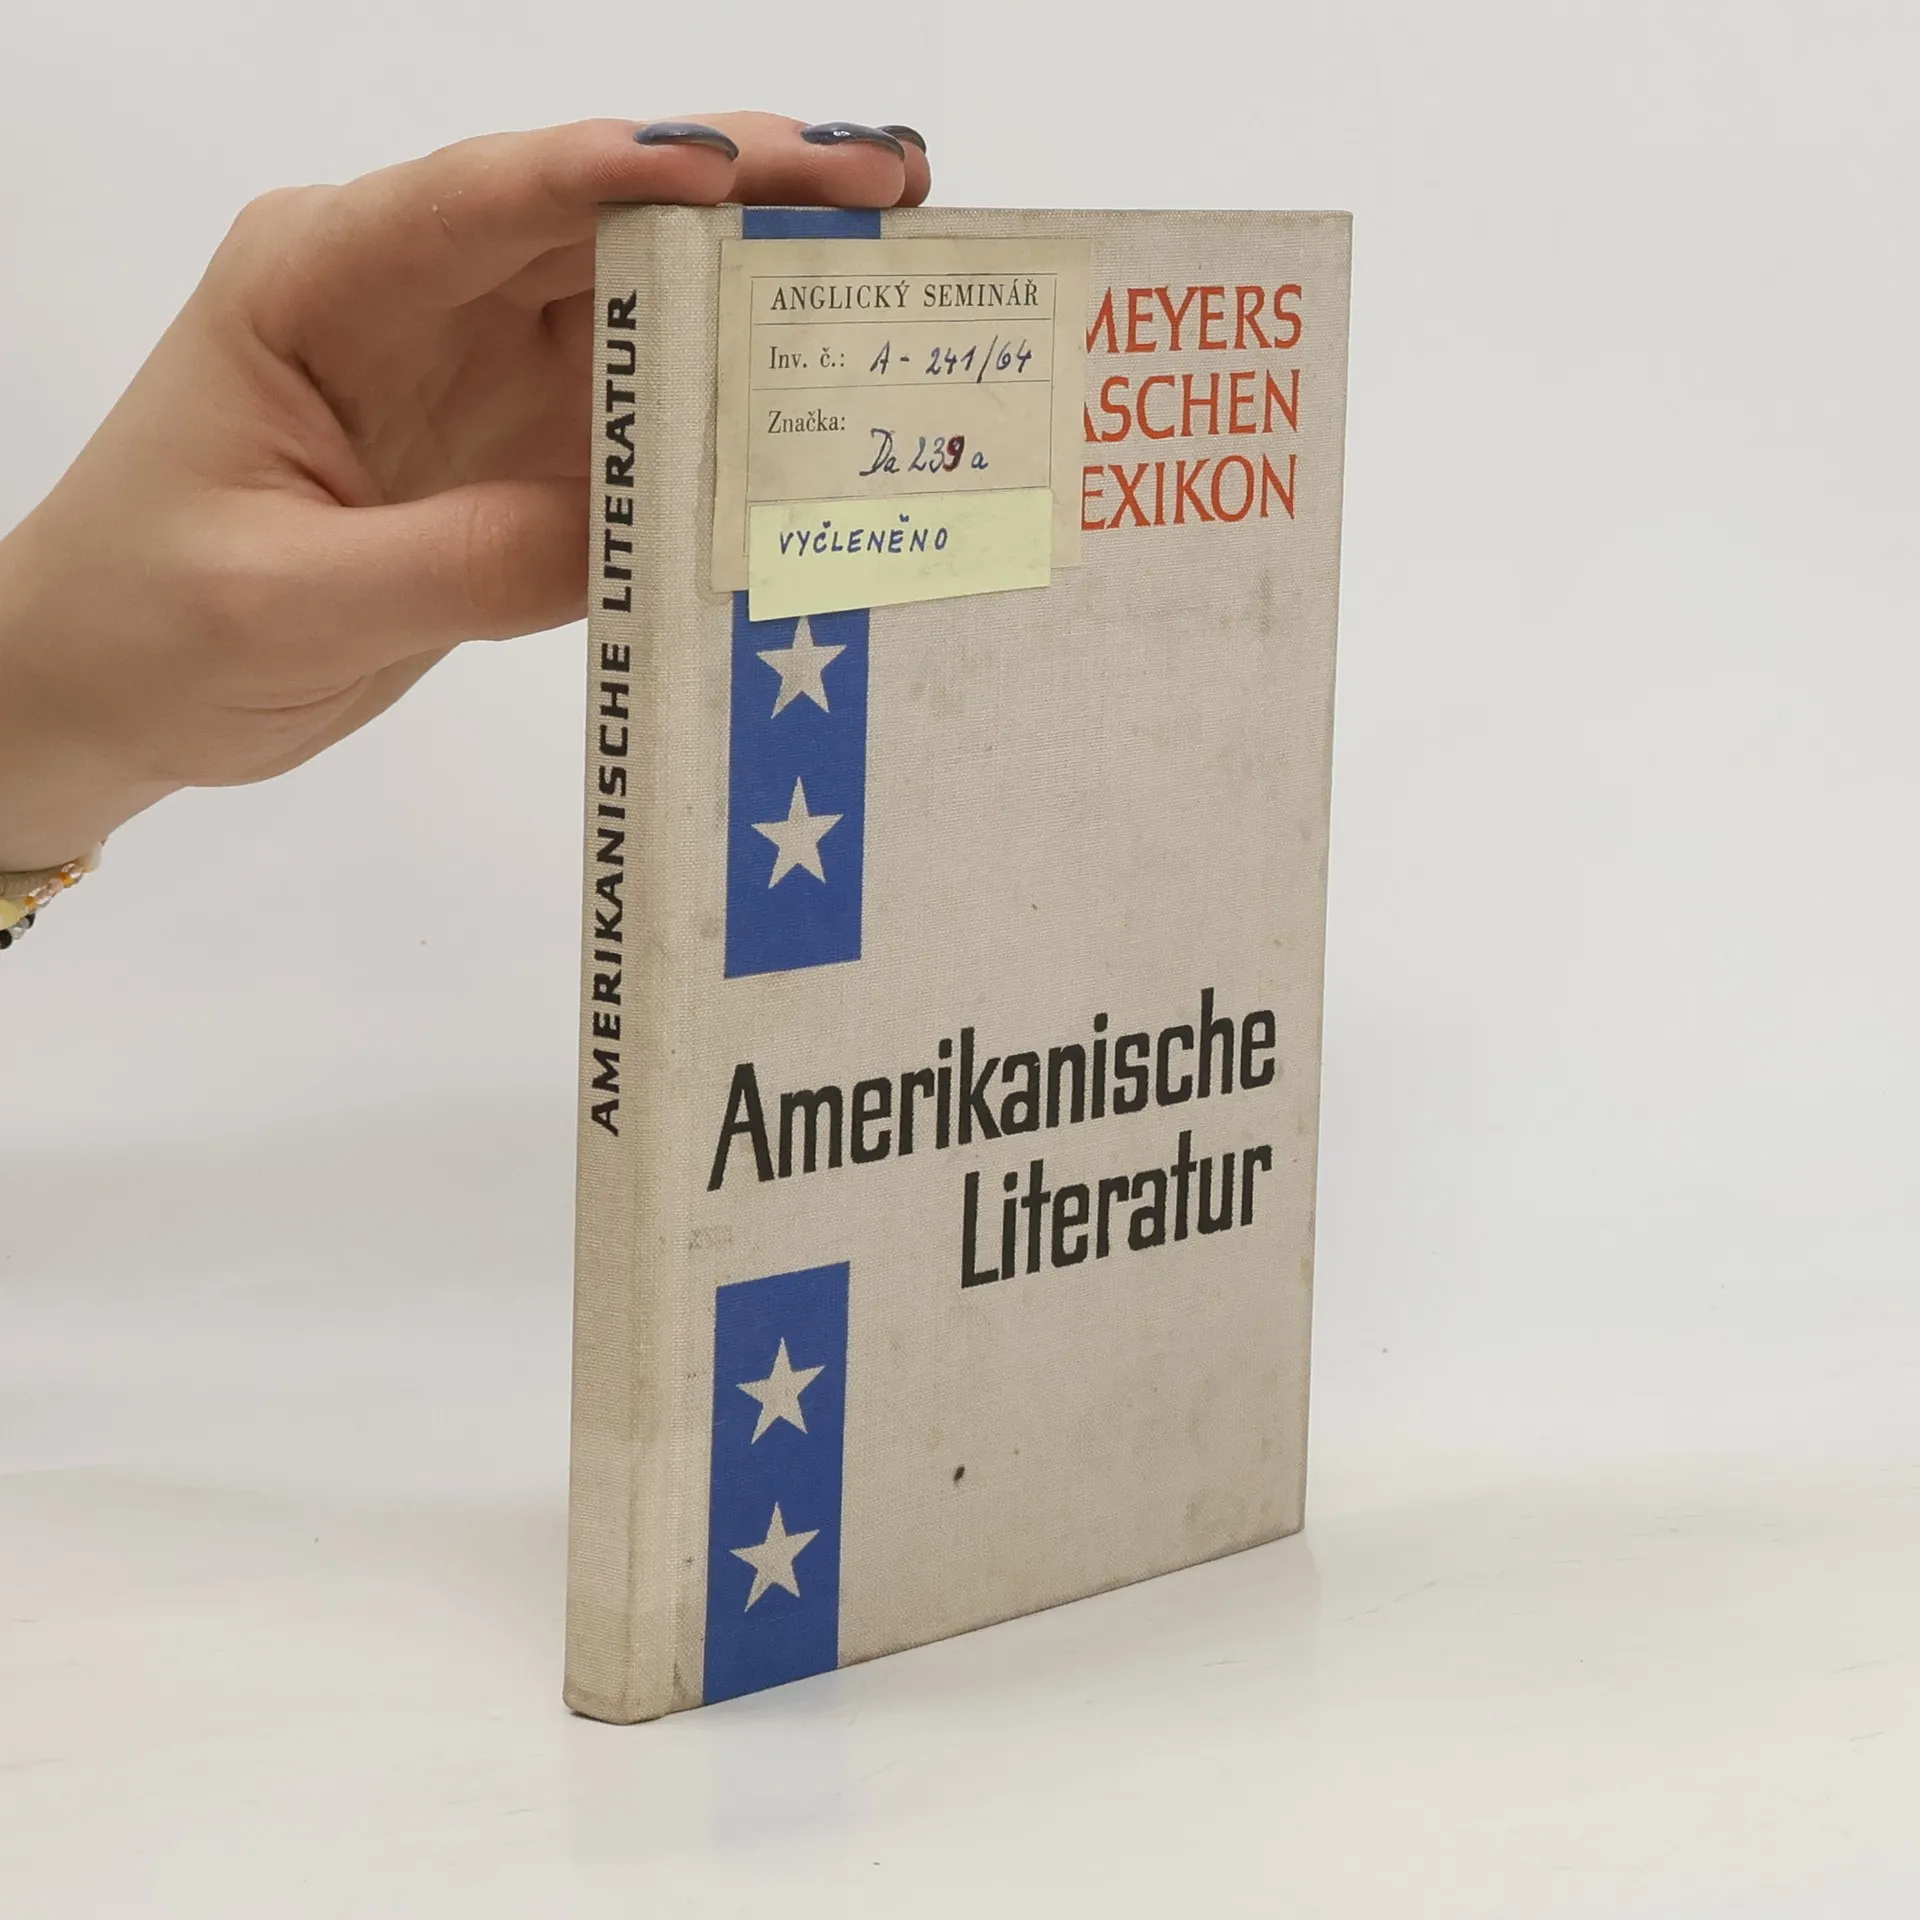 AMERIKANISCHE LITERATUR
ANGLICKÝ SEMINÁŘ
Inv. č.: A - 241/64
Značka:
Da 239 a
VYČLENĚNO
MEYERS
ASCHEN
EXIKON
Amerikanische
Literatur